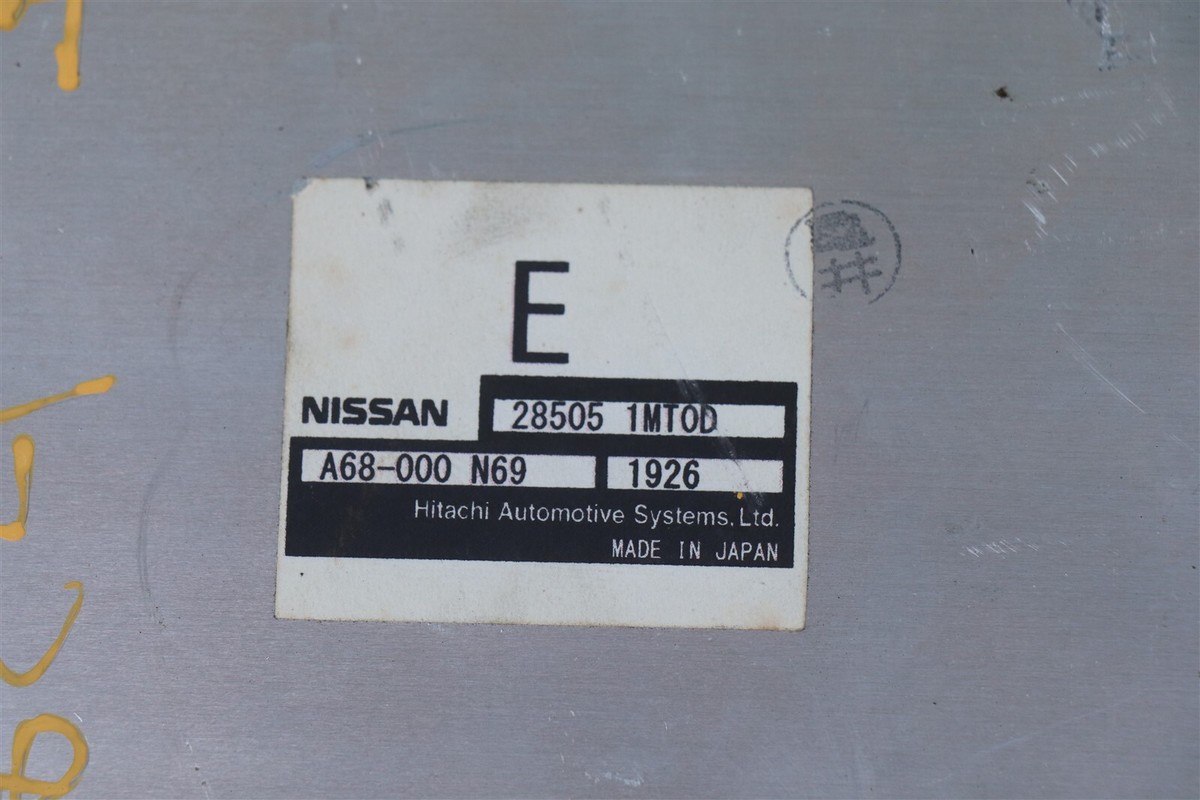 E
NISSAN 28505 1MT0D
A68-000 N69 1926
Hitachi Automotive Systems, Ltd.
MADE IN JAPAN